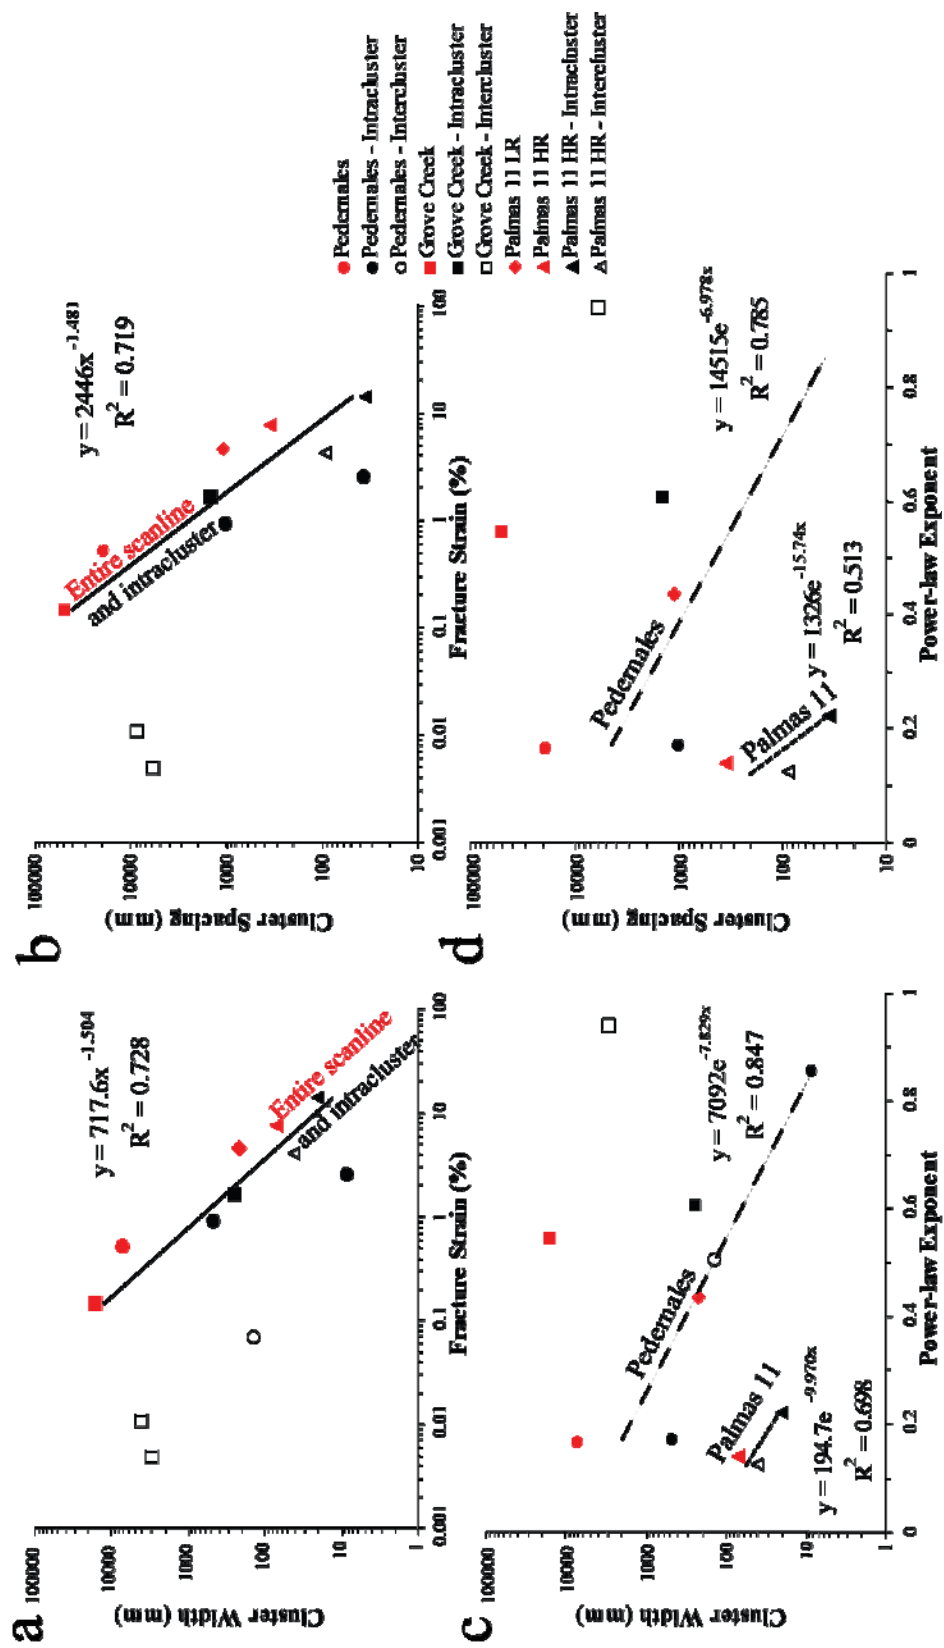 a
100000
10000
1000
100
10
0.001
0.01
0.1
1
10
100
Cluster Width (mm)
Fracture Strain (%)
y = 717.6x^-1.504
R² = 0.728
Entire scanline
and intracluster
b
100000
10000
1000
100
10
0.001
0.01
0.1
1
10
100
Cluster Spacing (mm)
Fracture Strain (%)
y = 2446x^-1.481
R² = 0.719
Entire scanline
and intracluster
Pedernales
Pedernales - Intracluster
Pedernales - Intercluster
Grove Creek
Grove Creek - Intracluster
Grove Creek - Intercluster
Palmas 11 LR
Palmas 11 HR
Palmas 11 HR - Intracluster
Palmas 11 HR - Intercluster
c
100000
10000
1000
100
10
1
0
0.2
0.4
0.6
0.8
1
Cluster Width (mm)
Power-law Exponent
Pedernales
y = 7092e^-7.829x
R² = 0.847
Palmas 11
y = 194.7e^-9.970x
R² = 0.698
d
100000
10000
1000
100
10
0
0.2
0.4
0.6
0.8
1
Cluster Spacing (mm)
Power-law Exponent
Pedernales
y = 14515e^-6.978x
R² = 0.785
Palmas 11
y = 1326e^-15.74x
R² = 0.513